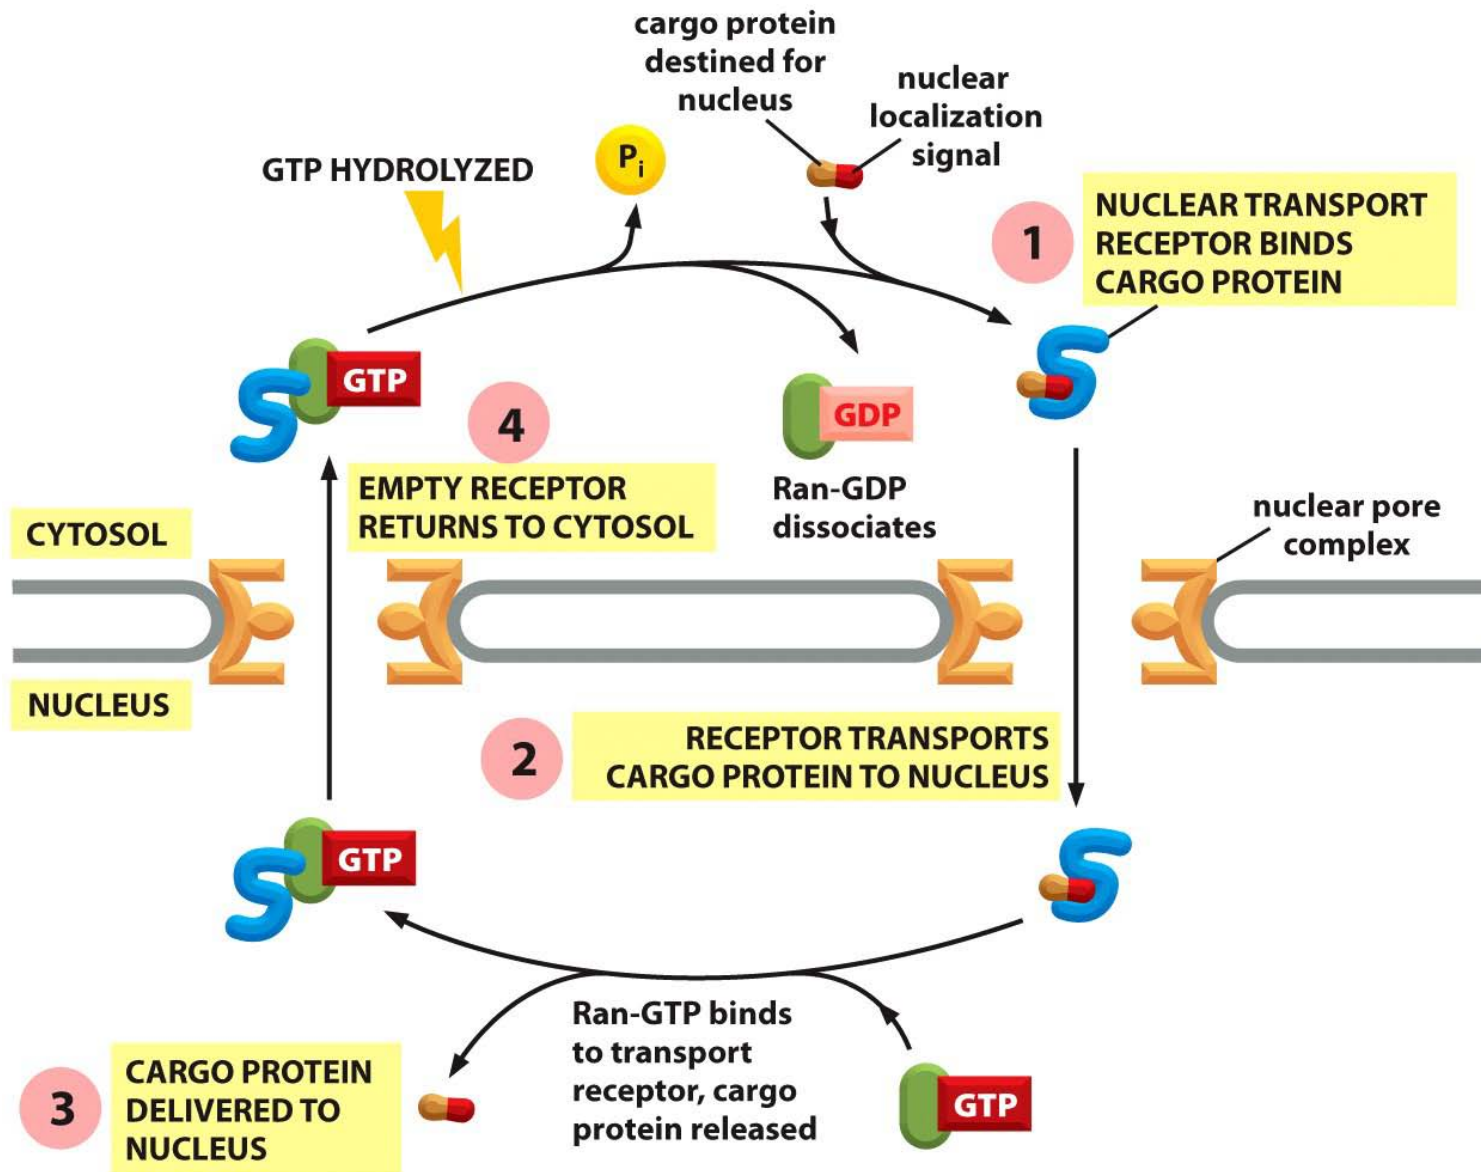 cargo protein
destined for
nucleus
nuclear
localization
signal
GTP HYDROLYZED
Pi
1
NUCLEAR TRANSPORT
RECEPTOR BINDS
CARGO PROTEIN
GTP
4
EMPTY RECEPTOR
RETURNS TO CYTOSOL
GDP
Ran-GDP
dissociates
nuclear pore
complex
CYTOSOL
NUCLEUS
2
RECEPTOR TRANSPORTS
CARGO PROTEIN TO NUCLEUS
GTP
3
CARGO PROTEIN
DELIVERED TO
NUCLEUS
Ran-GTP binds
to transport
receptor, cargo
protein released
GTP